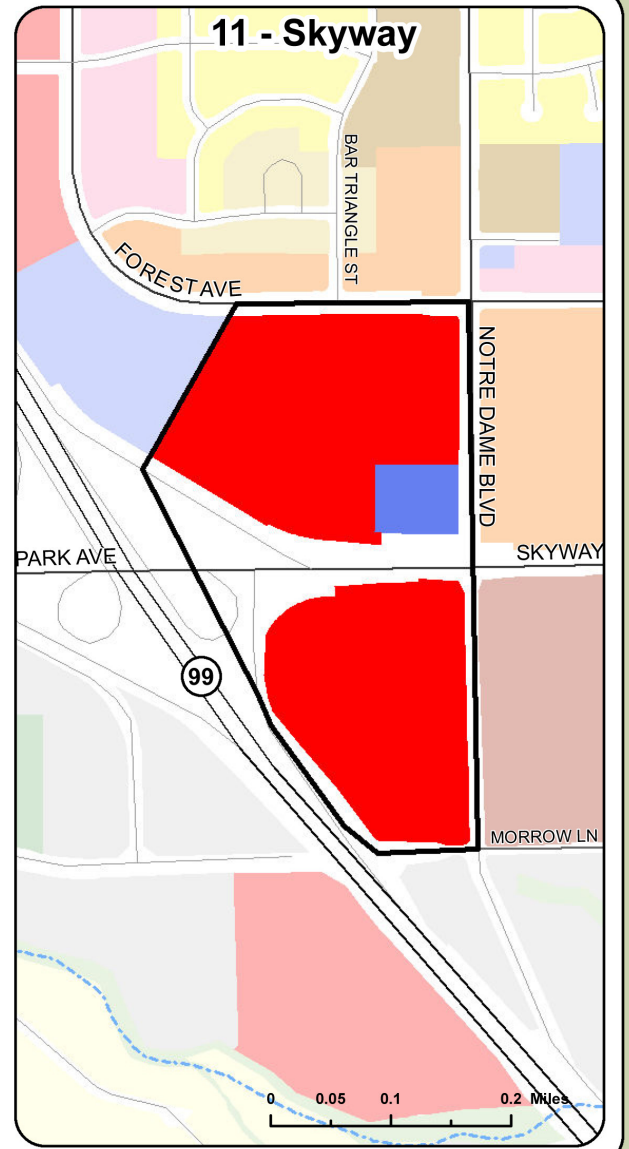 11 - Skyway
BAR TRIANGLE ST
FOREST AVE
NOTRE DAME BLVD
PARK AVE
SKYWAY
99
MORROW LN
0 0.05 0.1 0.2 Miles